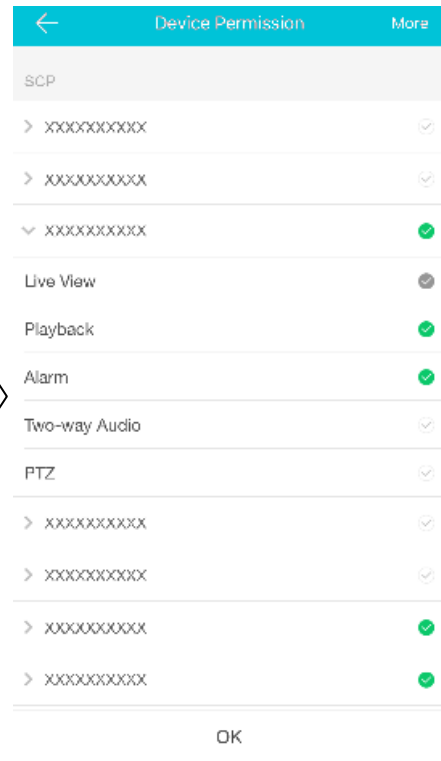 Device Permission More
SCP
XXXXXXXXXX
XXXXXXXXXX
XXXXXXXXXX
Live View
Playback
Alarm
Two-way Audio
PTZ
XXXXXXXXXX
XXXXXXXXXX
XXXXXXXXXX
XXXXXXXXXX
OK